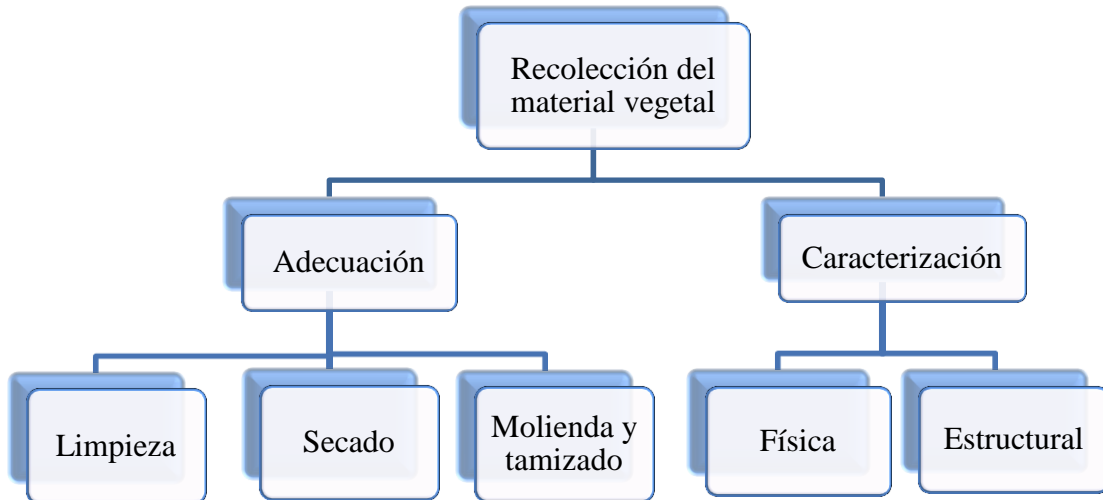 Recolección del
material vegetal
Adecuación
Caracterización
Limpieza
Secado
Molienda y
tamizado
Física
Estructural